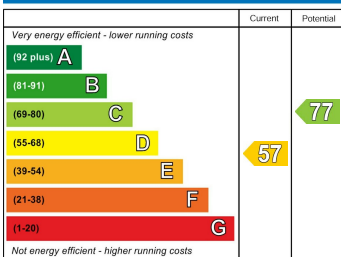 Current Potential
Very energy efficient - lower running costs
(92 plus) A
(81-91) B
(69-80) C
77
(55-68) D
57
(39-54) E
(21-38) F
(1-20) G
Not energy efficient - higher running costs